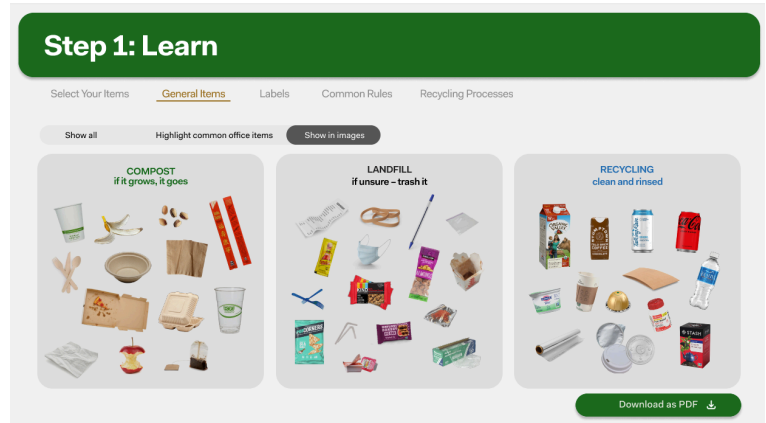 Step 1: Learn
Select Your Items
General Items
Labels
Common Rules
Recycling Processes
Show all
Highlight common office items
Show in images
COMPOST
if it grows, it goes
LANDFILL
if unsure – trash it
RECYCLING
clean and rinsed
STASH
Download as PDF